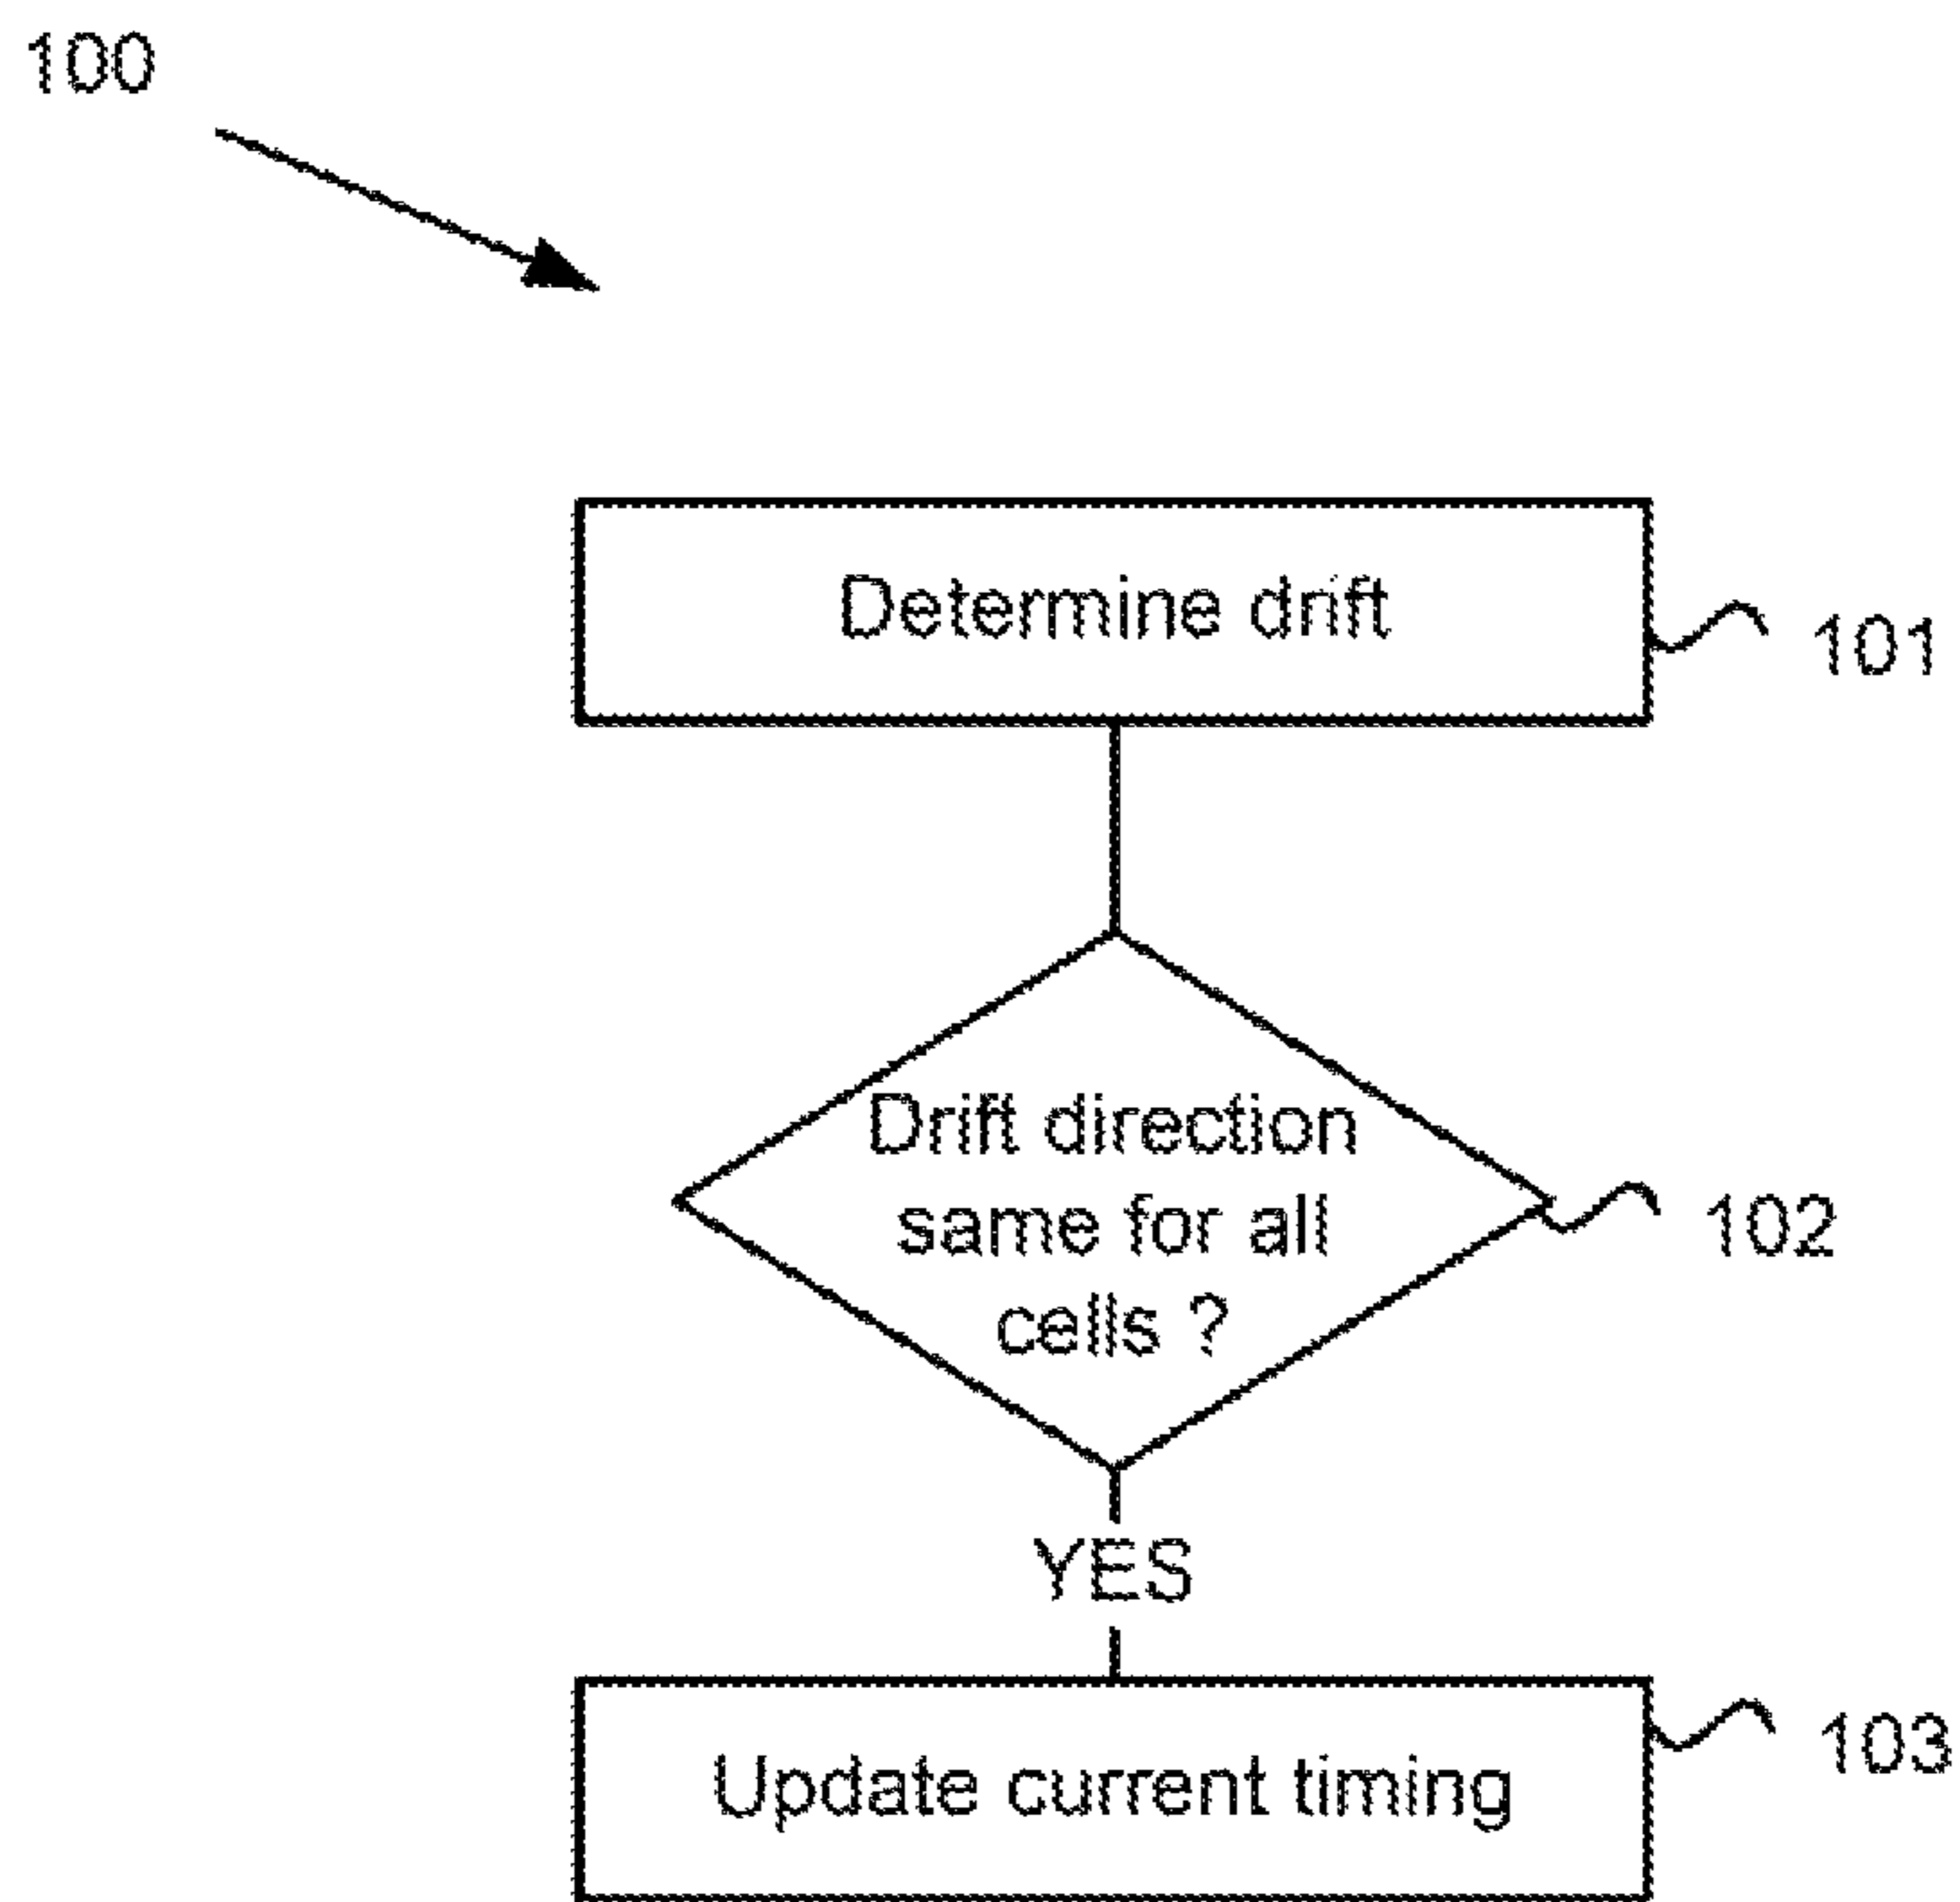 100
Determine drift
101
Drift direction
same for all
cells ?
102
YES
Update current timing
103